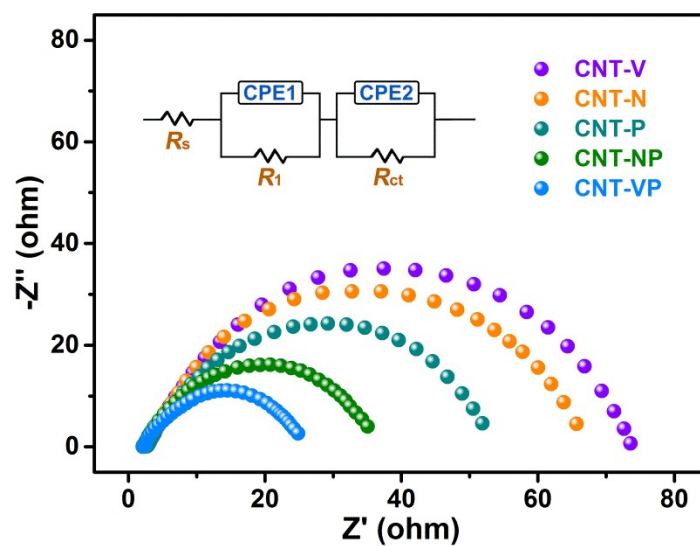 80
60
40
20
0
-Z" (ohm)
CPE1
CPE2
Rs
R1
Rct
CNT-V
CNT-N
CNT-P
CNT-NP
CNT-VP
0 20 40 60 80
Z' (ohm)